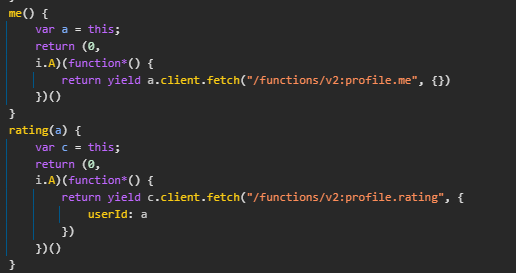 me() {
var a = this;
return (0,
i.A)(function*() {
return yield a.client.fetch("/functions/v2:profile.me", {})
})()
}
rating(a) {
var c = this;
return (0,
i.A)(function*() {
return yield c.client.fetch("/functions/v2:profile.rating", {
userId: a
})
})()
}